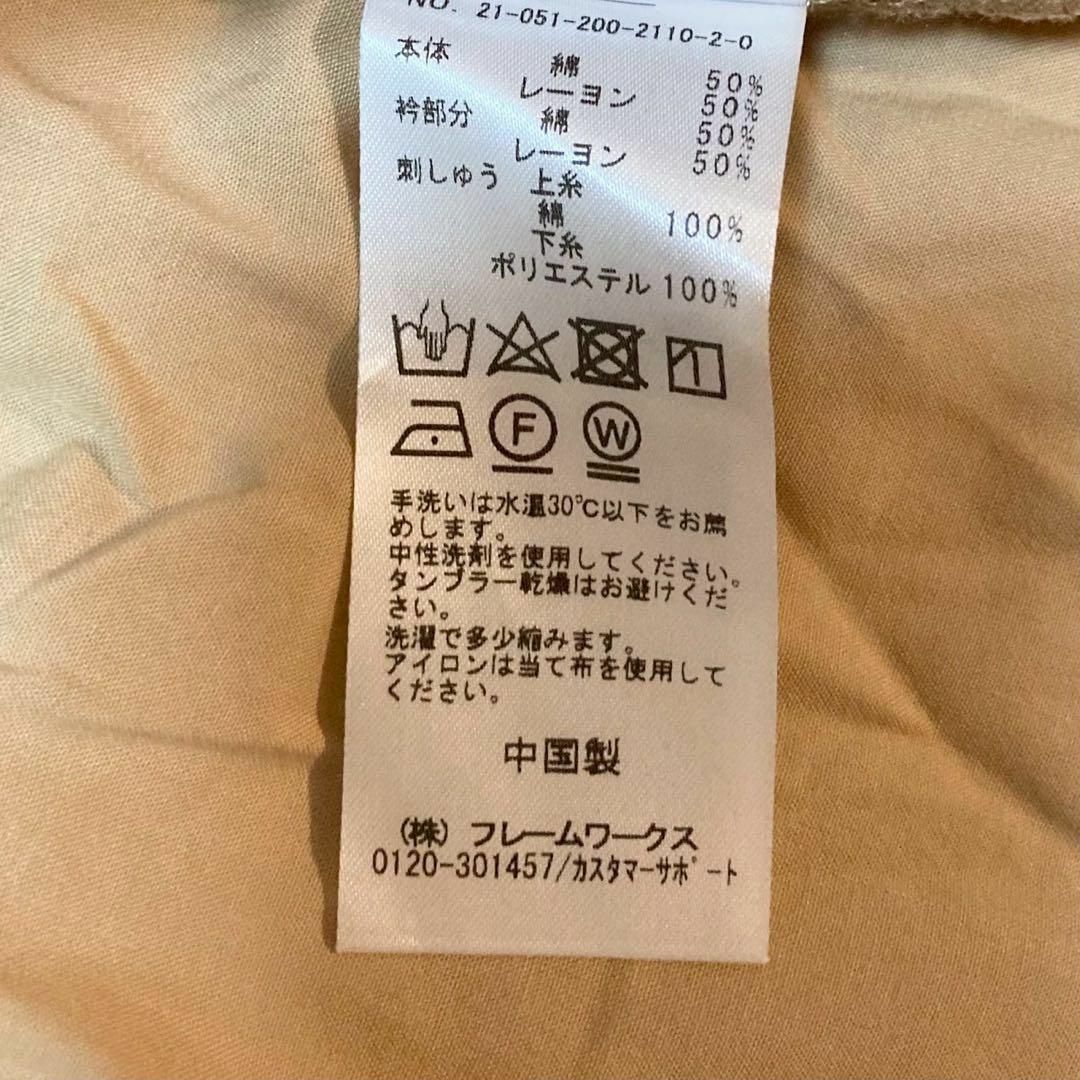 NO. 21-051-200-2110-2-0
本体 綿 50%
レーヨン 50%
衿部分 綿 50%
レーヨン 50%
刺しゅう 上糸
綿 100%
下糸
ポリエステル 100%
F W
手洗いは水温30℃以下をお薦
めします。
中性洗剤を使用してください。
タンブラー乾燥はお避けくだ
さい。
洗濯で多少縮みます。
アイロンは当て布を使用して
ください。
中国製
(株) フレームワークス
0120-301457/カスタマーサポート